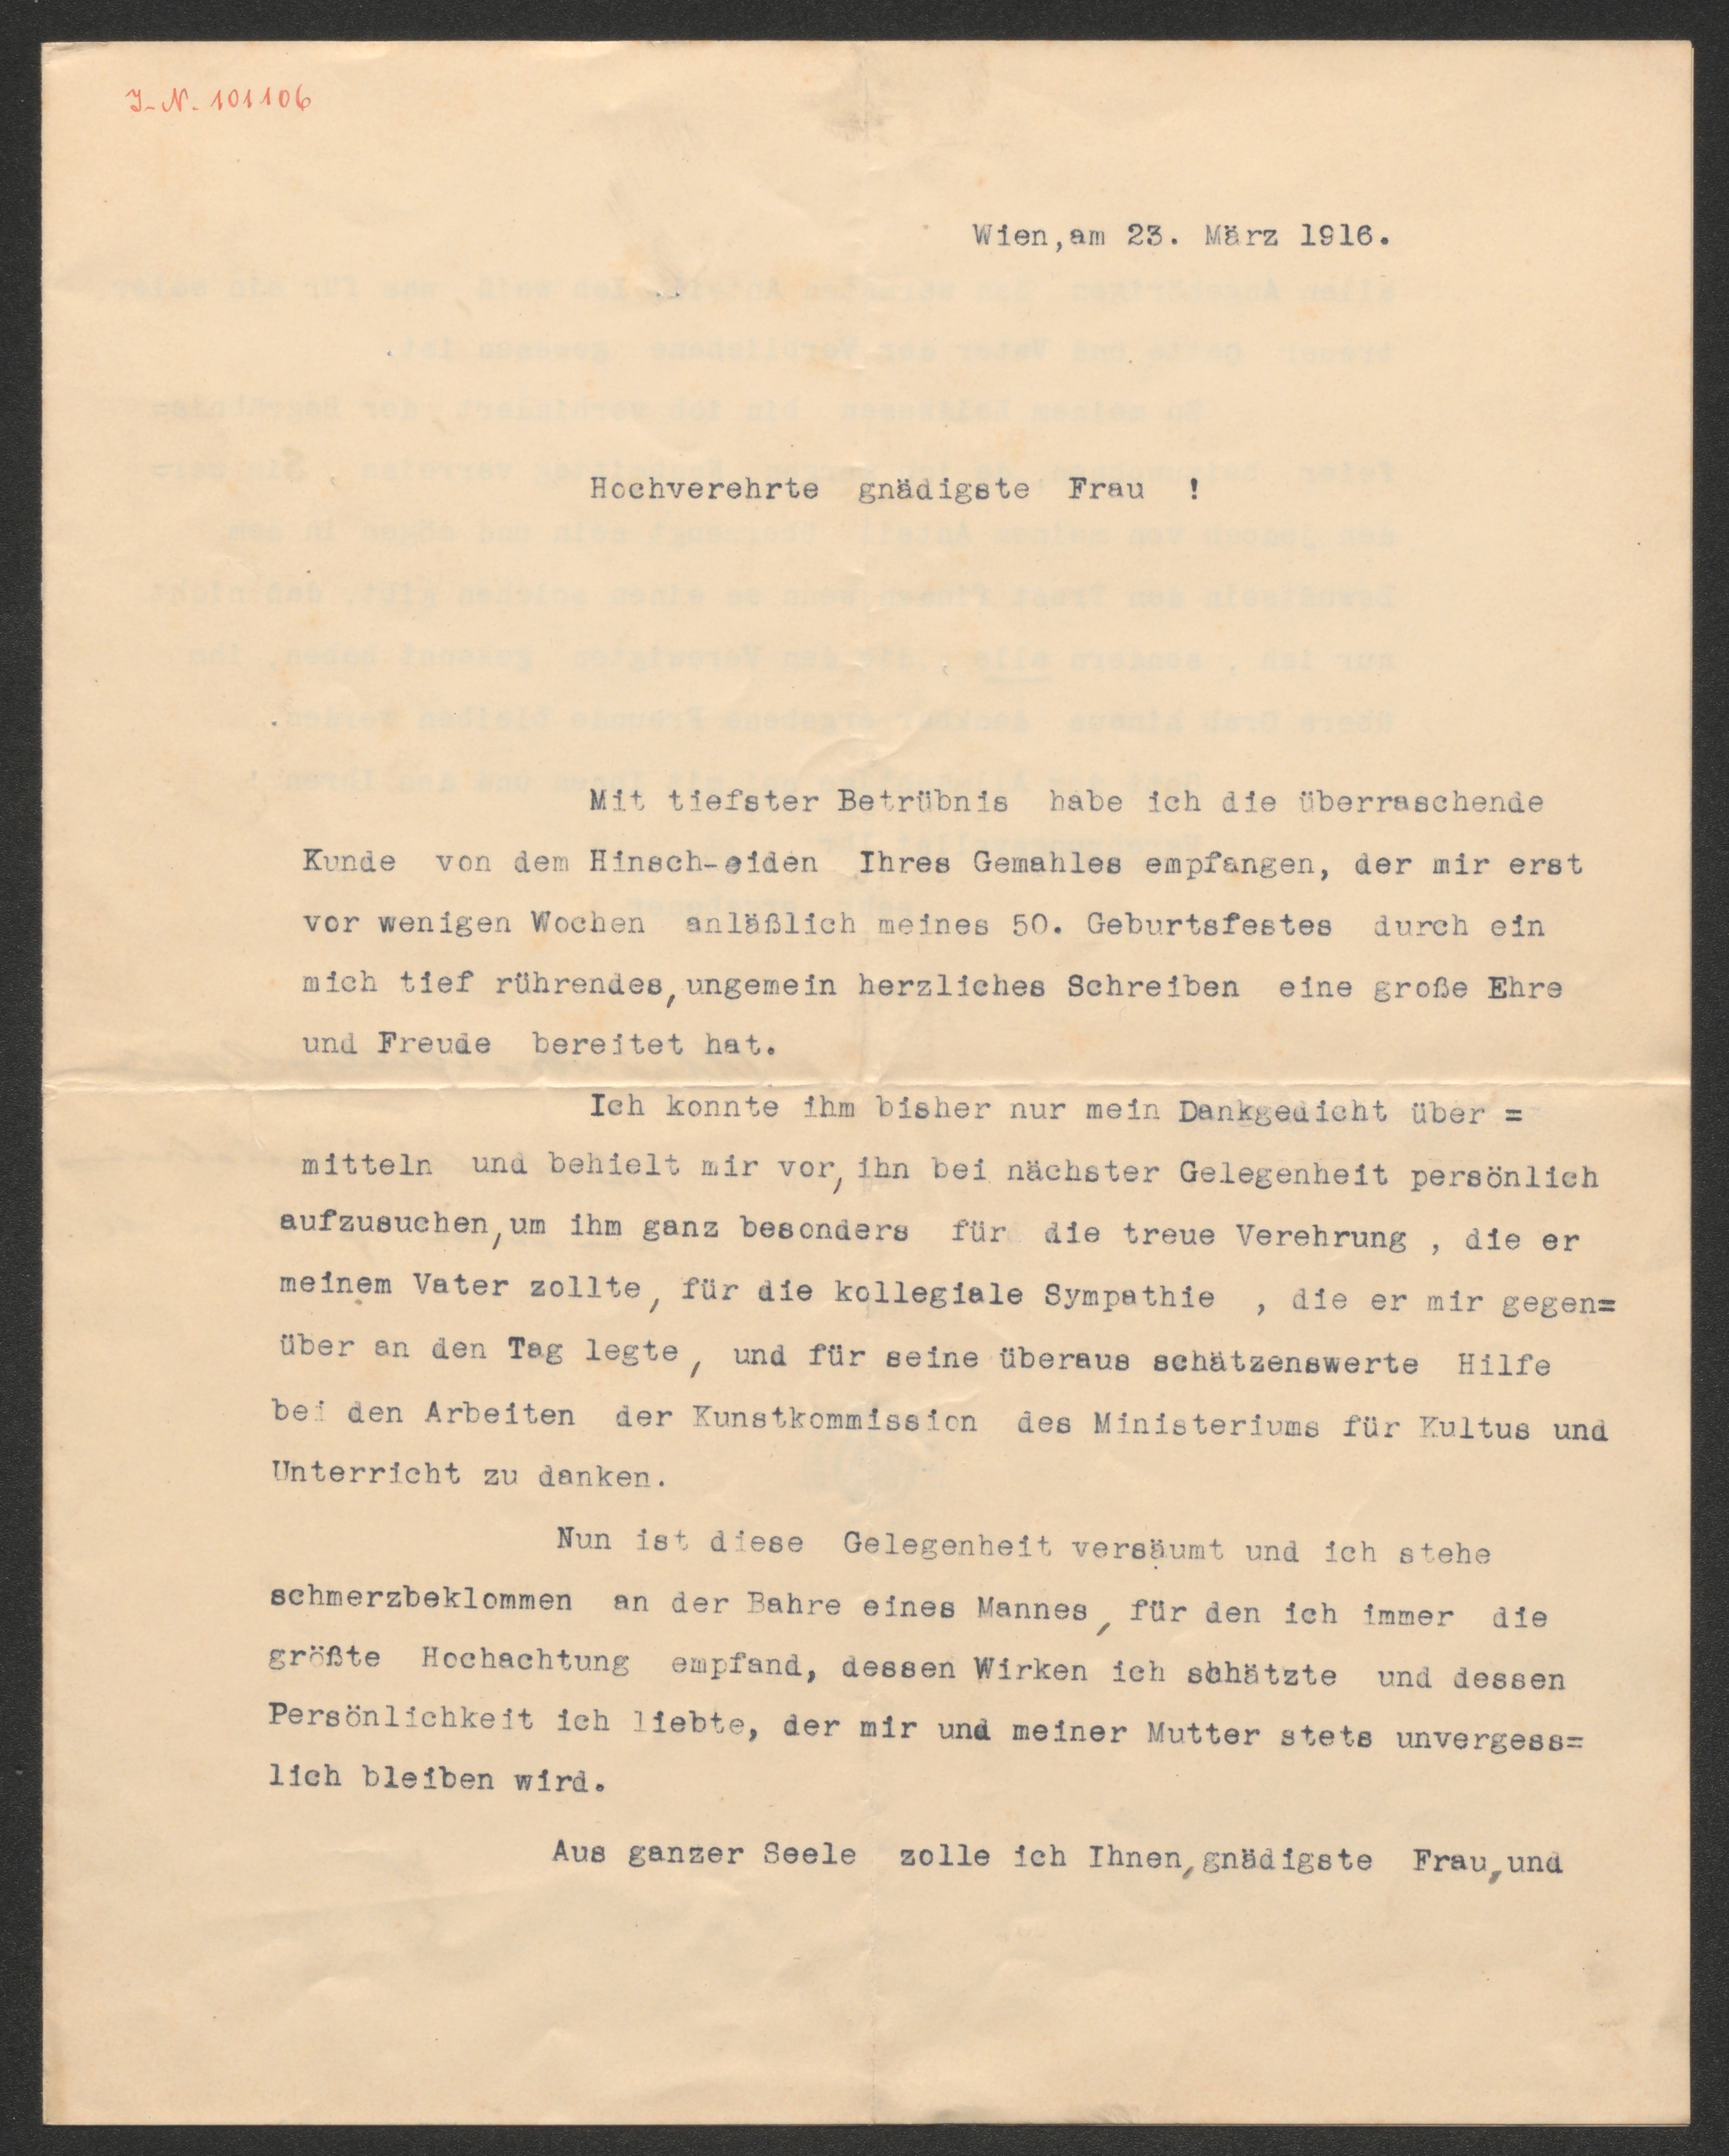 I.-N. 101106
Wien,am 23. März 1916.
Hochverehrte gnädigste Frau !
Mit tiefster Betrübnis habe ich die überraschende
Kunde von dem Hinsch-eiden Ihres Gemahles empfangen, der mir erst
vor wenigen Wochen anläßlich meines 50. Geburtsfestes durch ein
mich tief rührendes,ungemein herzliches Schreiben eine große Ehre
und Freude bereitet hat.
Ich konnte ihm bisher nur mein Dankgedicht über =
mitteln und behielt mir vor, ihn bei nächster Gelegenheit persönlich
aufzusuchen,um ihm ganz besonders für die treue Verehrung , die er
meinem Vater zollte, für die kollegiale Sympathie , die er mir gegen=
über an den Tag legte, und für seine überaus schätzenswerte Hilfe
bei den Arbeiten der Kunstkommission des Ministeriums für Kultus und
Unterricht zu danken.
Nun ist diese Gelegenheit versäumt und ich stehe
schmerzbeklommen an der Bahre eines Mannes, für den ich immer die
größte Hochachtung empfand, dessen Wirken ich schätzte und dessen
Persönlichkeit ich liebte, der mir und meiner Mutter stets unvergess=
lich bleiben wird.
Aus ganzer Seele zolle ich Ihnen,gnädigste Frau,und